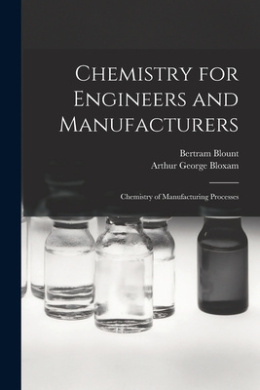 Chemistry for
Engineers and
Manufacturers
Bertram Blount
Arthur George Bloxam
Chemistry of Manufacturing Processes